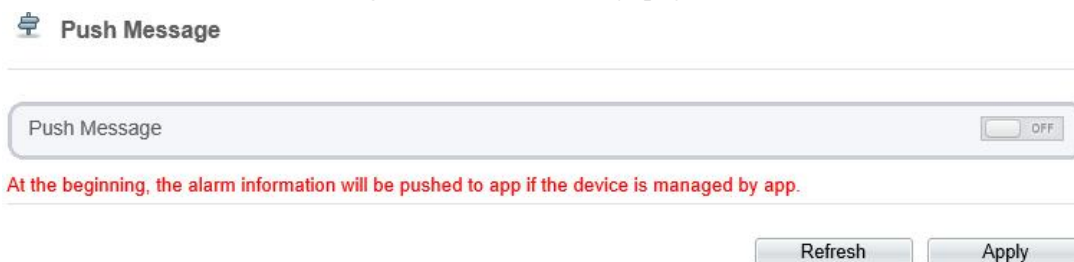 Push Message
Push Message
OFF
At the beginning, the alarm information will be pushed to app if the device is managed by app.
Refresh
Apply